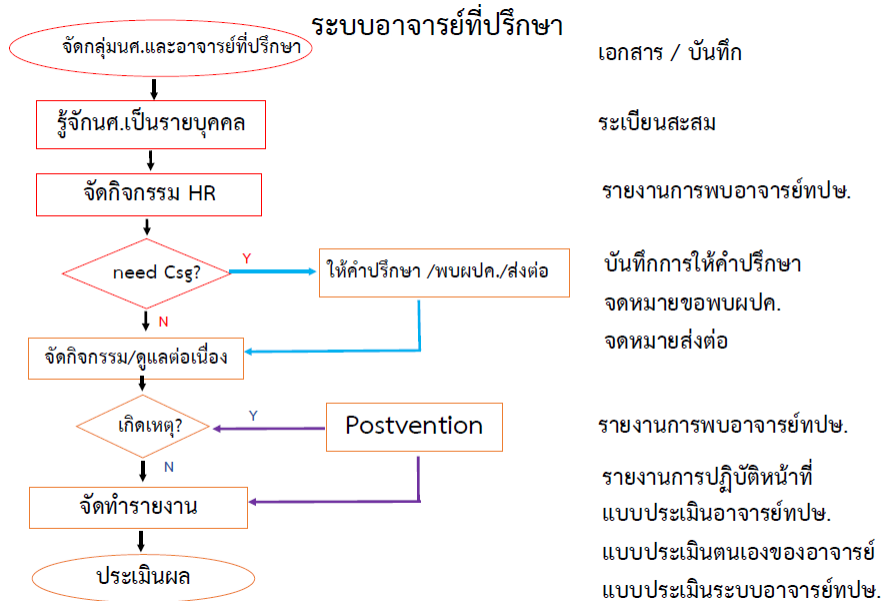 ระบบอาจารย์ที่ปรึกษา
จัดกลุ่มนศ.และอาจารย์ที่ปรึกษา
เอกสาร / บันทึก
รู้จักนศ.เป็นรายบุคคล
ระเบียนสะสม
จัดกิจกรรม HR
รายงานการพบอาจารย์ทปษ.
need Csg?
Y
ให้คำปรึกษา /พบผปค./ส่งต่อ
บันทึกการให้คำปรึกษา
จดหมายขอพบผปค.
จดหมายส่งต่อ
N
จัดกิจกรรม/ดูแลต่อเนื่อง
เกิดเหตุ?
Y
Postvention
รายงานการพบอาจารย์ทปษ.
N
จัดทำรายงาน
รายงานการปฏิบัติหน้าที่
แบบประเมินอาจารย์ทปษ.
แบบประเมินตนเองของอาจารย์
แบบประเมินระบบอาจารย์ทปษ.
ประเมินผล